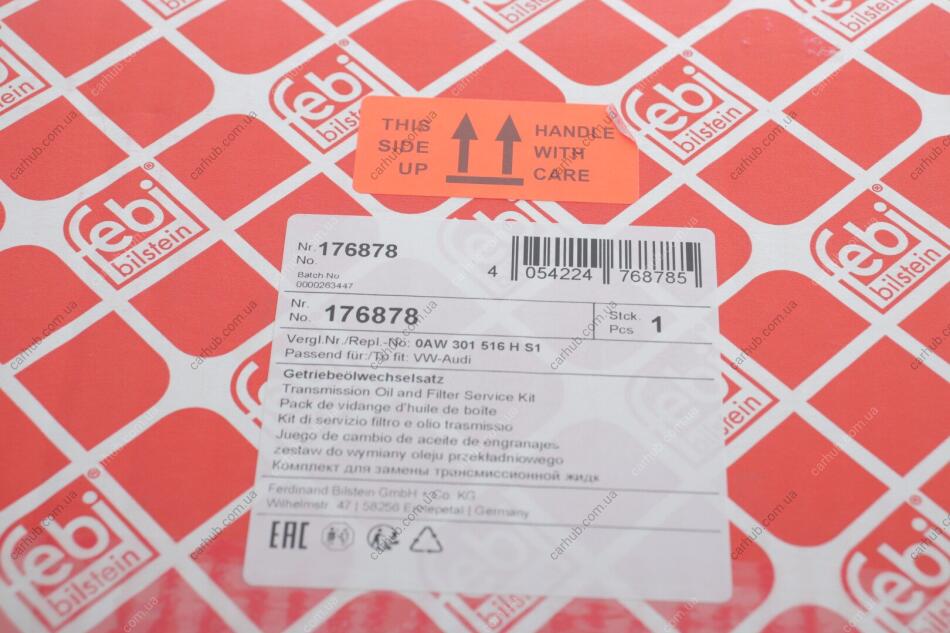 THIS
SIDE
UP
HANDLE
WITH
CARE
Nr. 176878
No.
Batch No
0000263447
4 054224 768785
Nr.
No. 176878
Stck.
Pcs 1
Vergl.Nr./Repl.-No: 0AW 301 516 H S1
Passend für:/To fit: VW-Audi
Getriebeölwechselsatz
Transmission Oil and Filter Service Kit
Pack de vidange d'huile de boîte
Kit di servizio filtro e olio trasmissio
Juego de cambio de aceite de engranajes
zestaw do wymiany oleju przekładniowego
Комплект для замены трансмиссионной жидк
Ferdinand Bilstein GmbH + Co. KG
Wilhelmstr. 47 | 58256 Ennepetal | Germany
EAC
febi
bilstein
carhub.com.ua